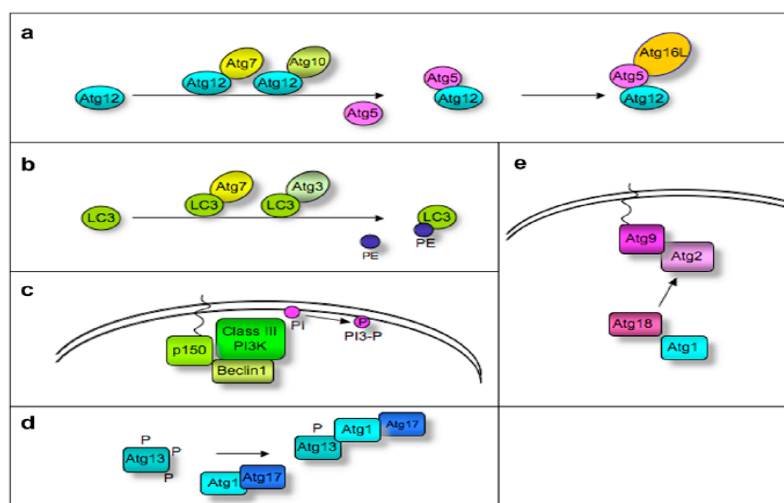 a
Atg7
Atg10
Atg16L
Atg12
Atg12
Atg12
Atg5
Atg12
Atg5
Atg12
Atg5
b
e
LC3
Atg7
LC3
Atg3
LC3
LC3
PE
PE
Atg9
Atg2
Atg18
Atg1
c
Class III
PI3K
PI
P
PI3-P
p150
Beclin1
d
P
P
P
Atg13
Atg1
Atg17
P
Atg13
Atg1
Atg17